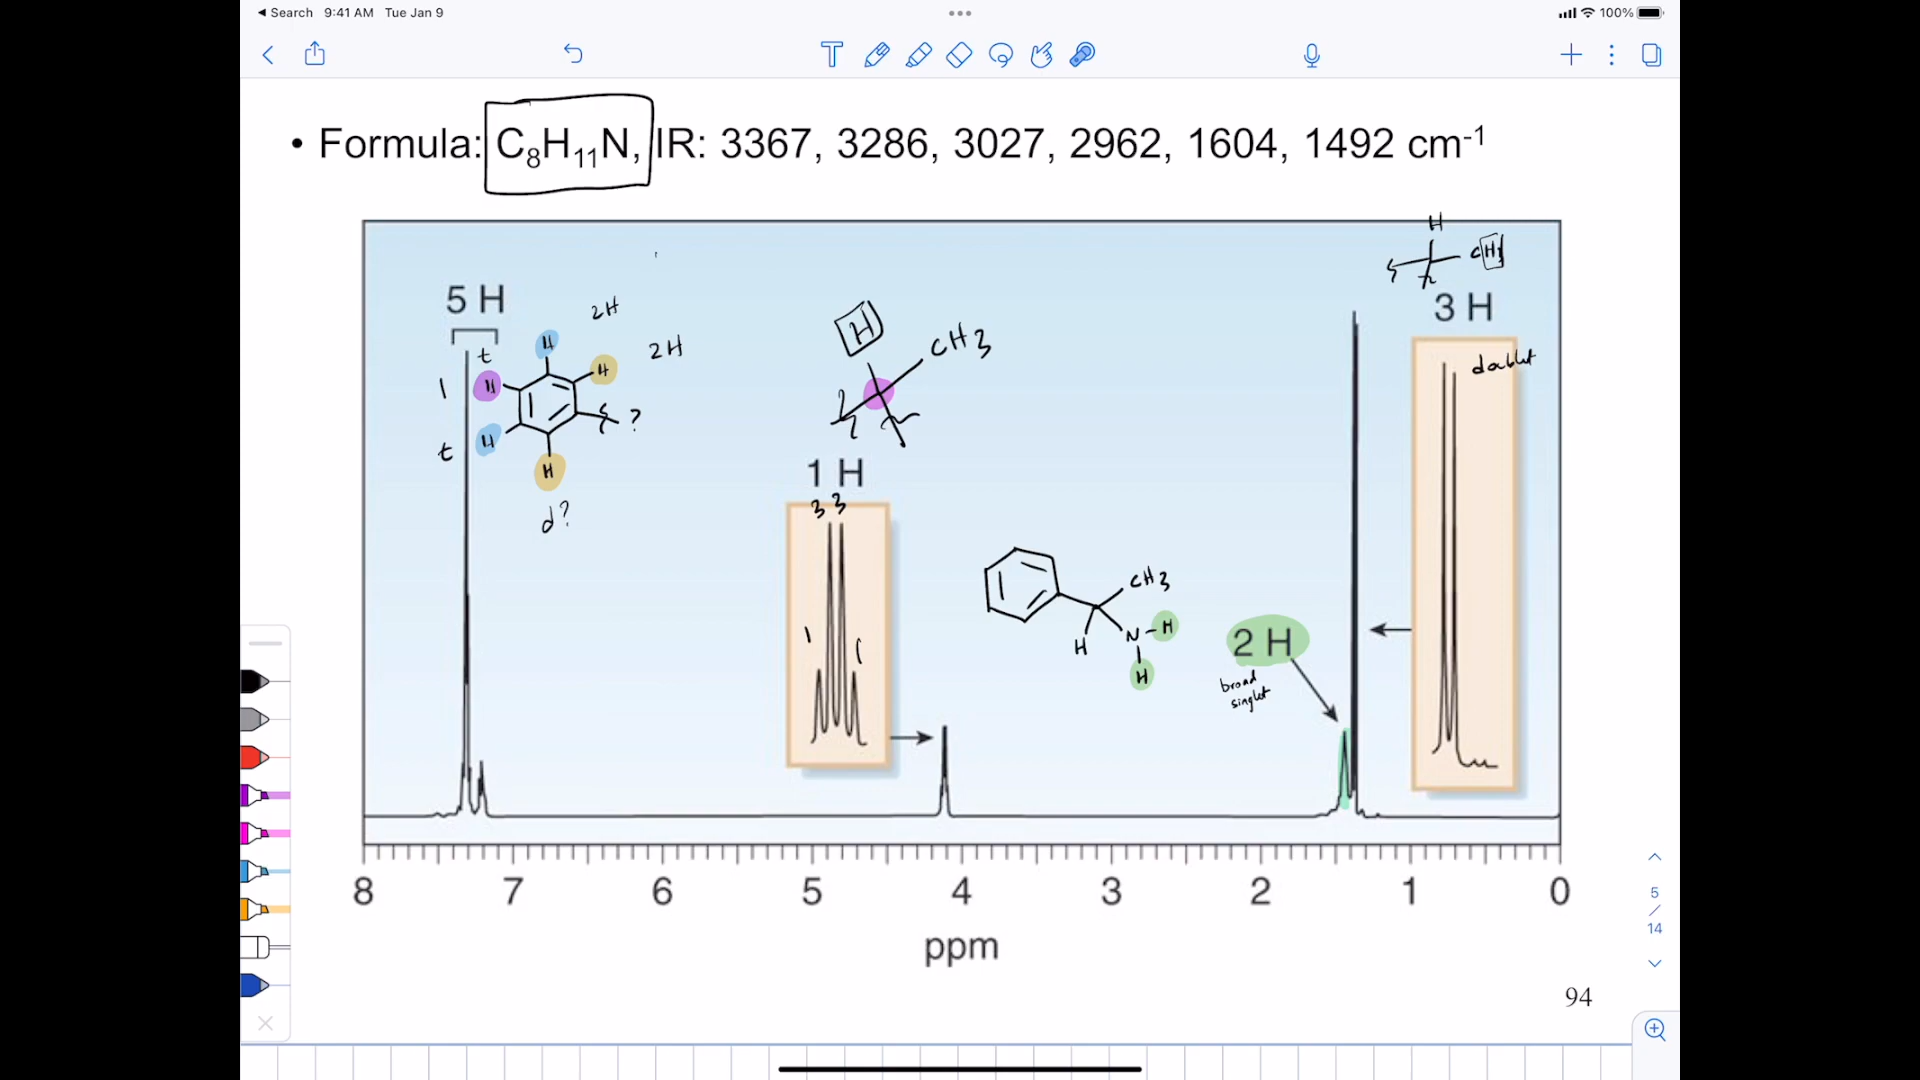 Search 9:41 AM Tue Jan 9
100%
• Formula: C8H11N, IR: 3367, 3286, 3027, 2962, 1604, 1492 cm-1
H
CH3
5 H
2H
3 H
t
H
H
CH3
2H
doublet
1
H
H
t
H
?
H
1 H
3 3
d?
1
1
CH3
N-H
H
H
2 H
broad
singlet
8 7 6 5 4 3 2 1 0
ppm
5
14
94